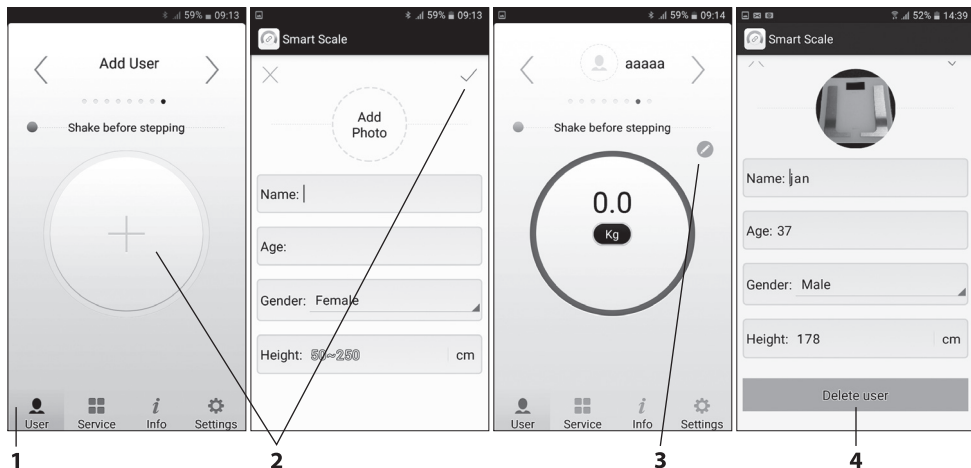 59% 09:13
Add User
Shake before stepping
User Service Info Settings
59% 09:13
Smart Scale
Add
Photo
Name:
Age:
Gender: Female
Height: 50~250 cm
59% 09:14
aaaaa
Shake before stepping
0.0
Kg
User Service Info Settings
52% 14:39
Smart Scale
Name: jan
Age: 37
Gender: Male
Height: 178 cm
Delete user
1 2 3 4